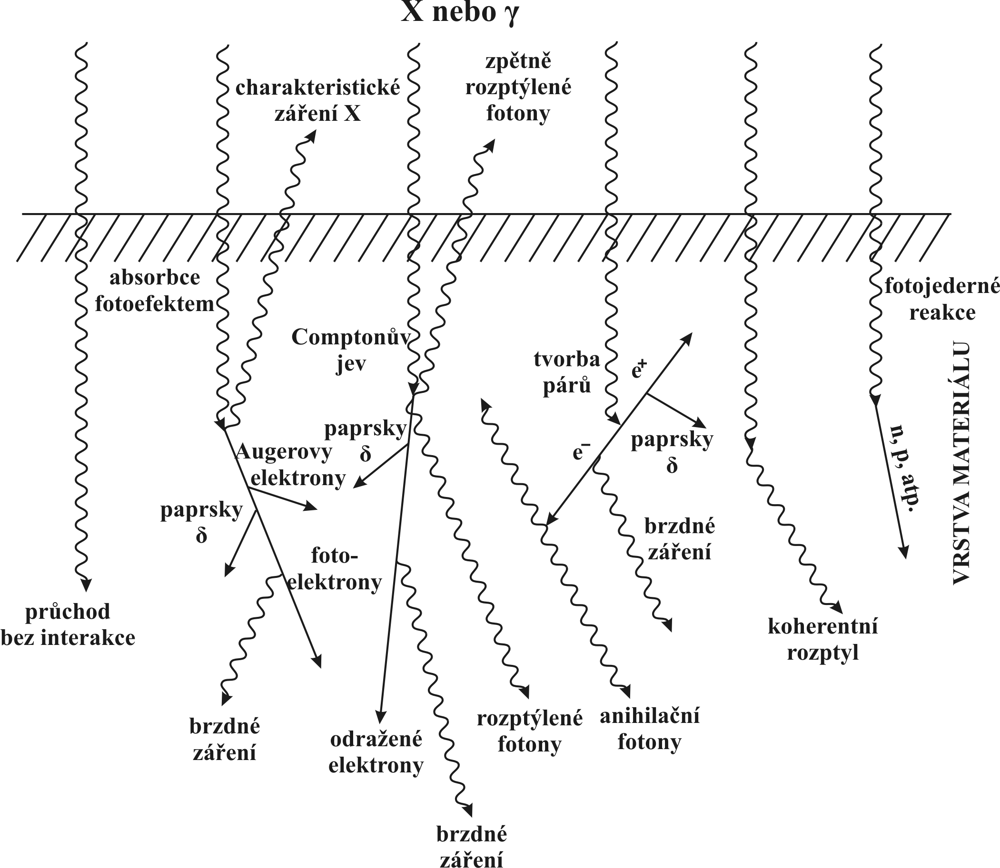 X nebo γ
charakteristické
záření X
zpětně
rozptýlené
fotony
absorbce
fotoefektem
Comptonův
jev
tvorba
párů
e⁺
fotojederné
reakce
paprsky
δ
Augerovy
elektrony
e⁻
paprsky
δ
n, p, atp.
VRSTVA MATERIÁLU
paprsky
δ
foto-
elektrony
brzdné
záření
průchod
bez interakce
koherentní
rozptyl
brzdné
záření
odražené
elektrony
rozptýlené
fotony
anihilační
fotony
brzdné
záření